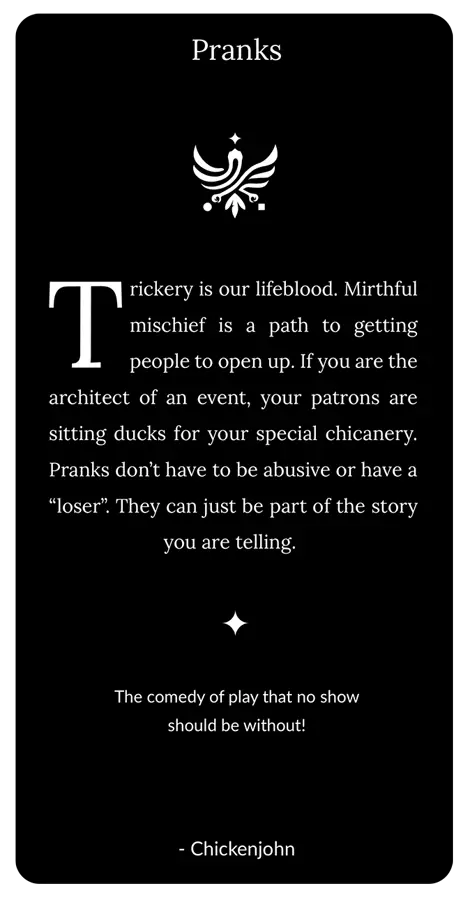 Pranks
Trickery is our lifeblood. Mirthful
mischief is a path to getting
people to open up. If you are the
architect of an event, your patrons are
sitting ducks for your special chicanery.
Pranks don’t have to be abusive or have a
“loser”. They can just be part of the story
you are telling.
The comedy of play that no show
should be without!
- Chickenjohn